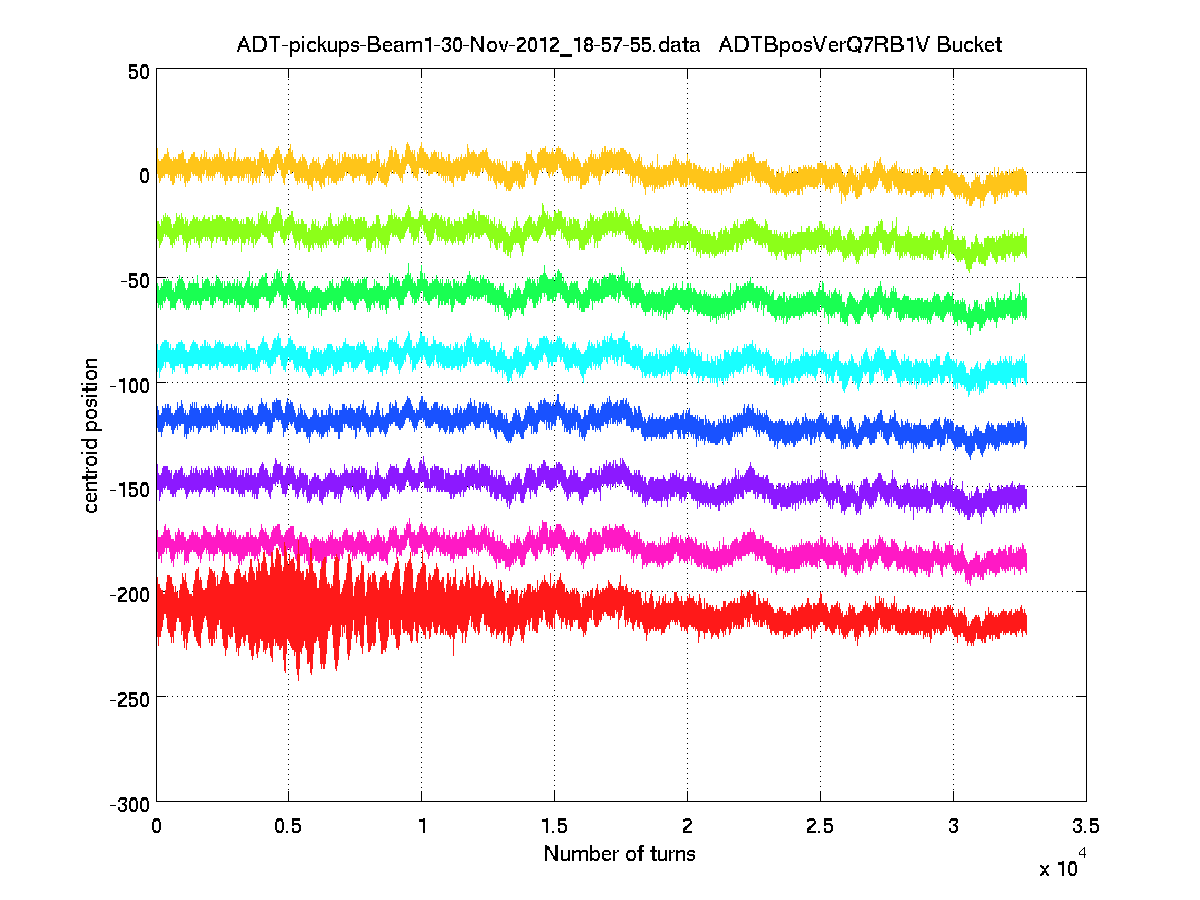 ADT-pickups-Beam1-30-Nov-2012_18-57-55.data ADTBposVerQ7RB1V Bucket
50
0
-50
-100
-150
-200
-250
-300
centroid position
0 0.5 1 1.5 2 2.5 3 3.5
Number of turns
x 10^4